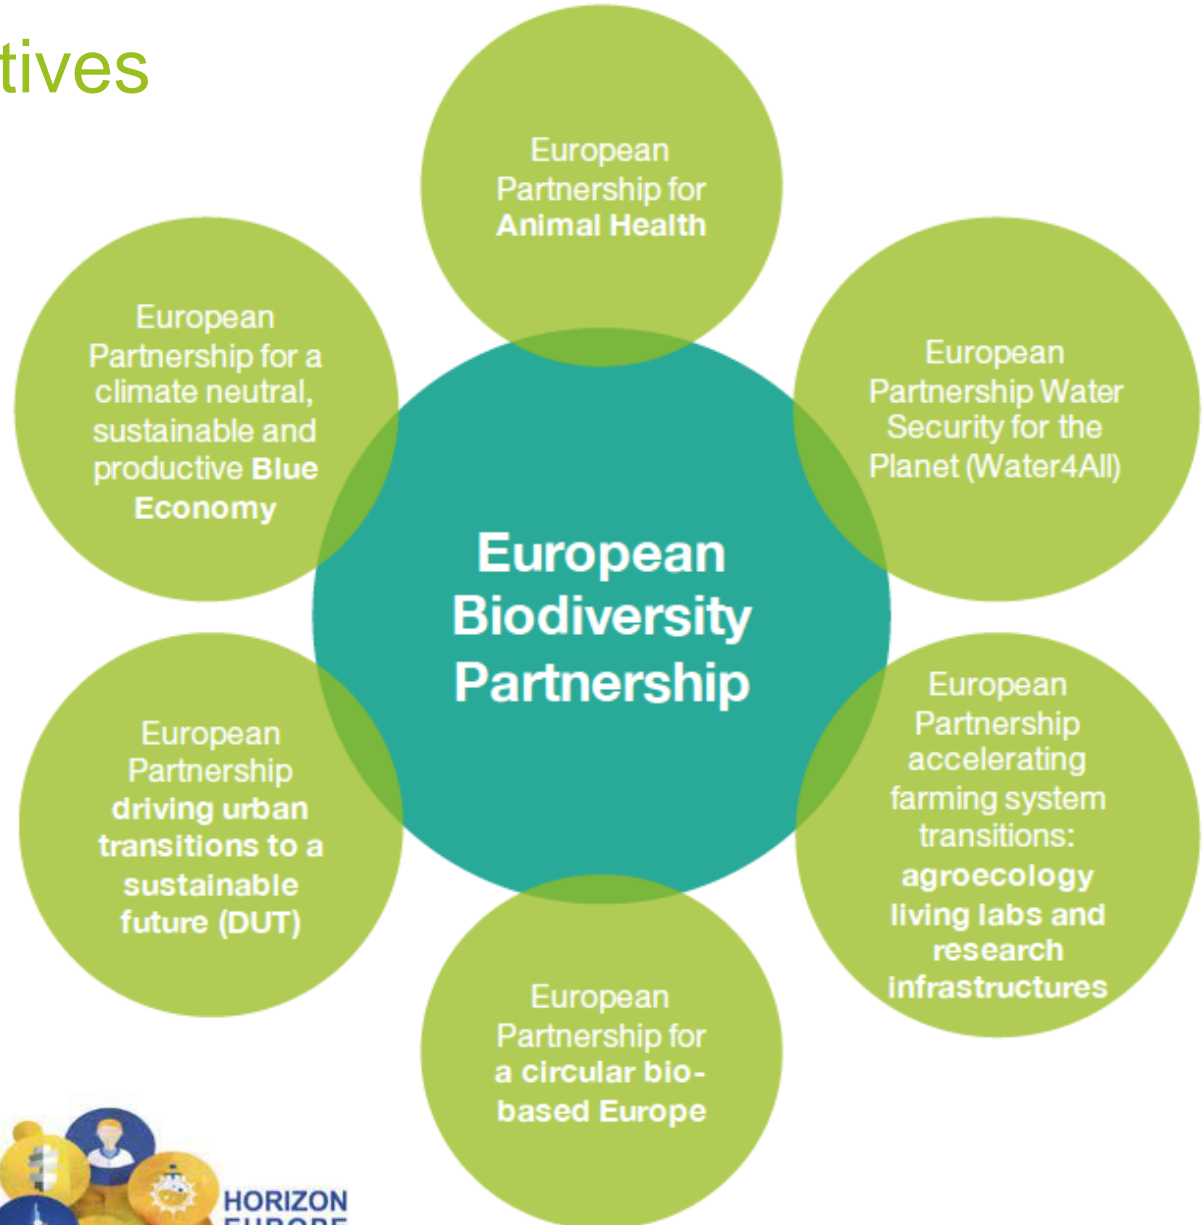 tives
European
Partnership for
Animal Health
European
Partnership for a
climate neutral,
sustainable and
productive Blue
Economy
European
Partnership Water
Security for the
Planet (Water4All)
European
Biodiversity
Partnership
European
Partnership
driving urban
transitions to a
sustainable
future (DUT)
European
Partnership
accelerating
farming system
transitions:
agroecology
living labs and
research
infrastructures
European
Partnership for
a circular bio-
based Europe
HORIZON
EUROPE